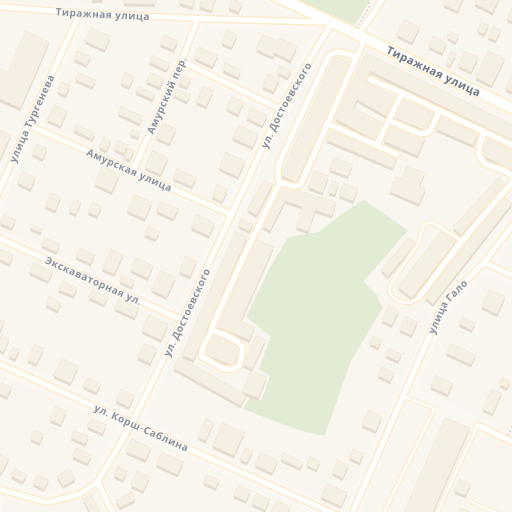 Тиражная улица
Тиражная улица
Амурский пер.
ул. Достоевского
улица Тургенева
Амурская улица
Экскаваторная ул.
ул. Достоевского
улица Гало
ул. Корш-Саблина